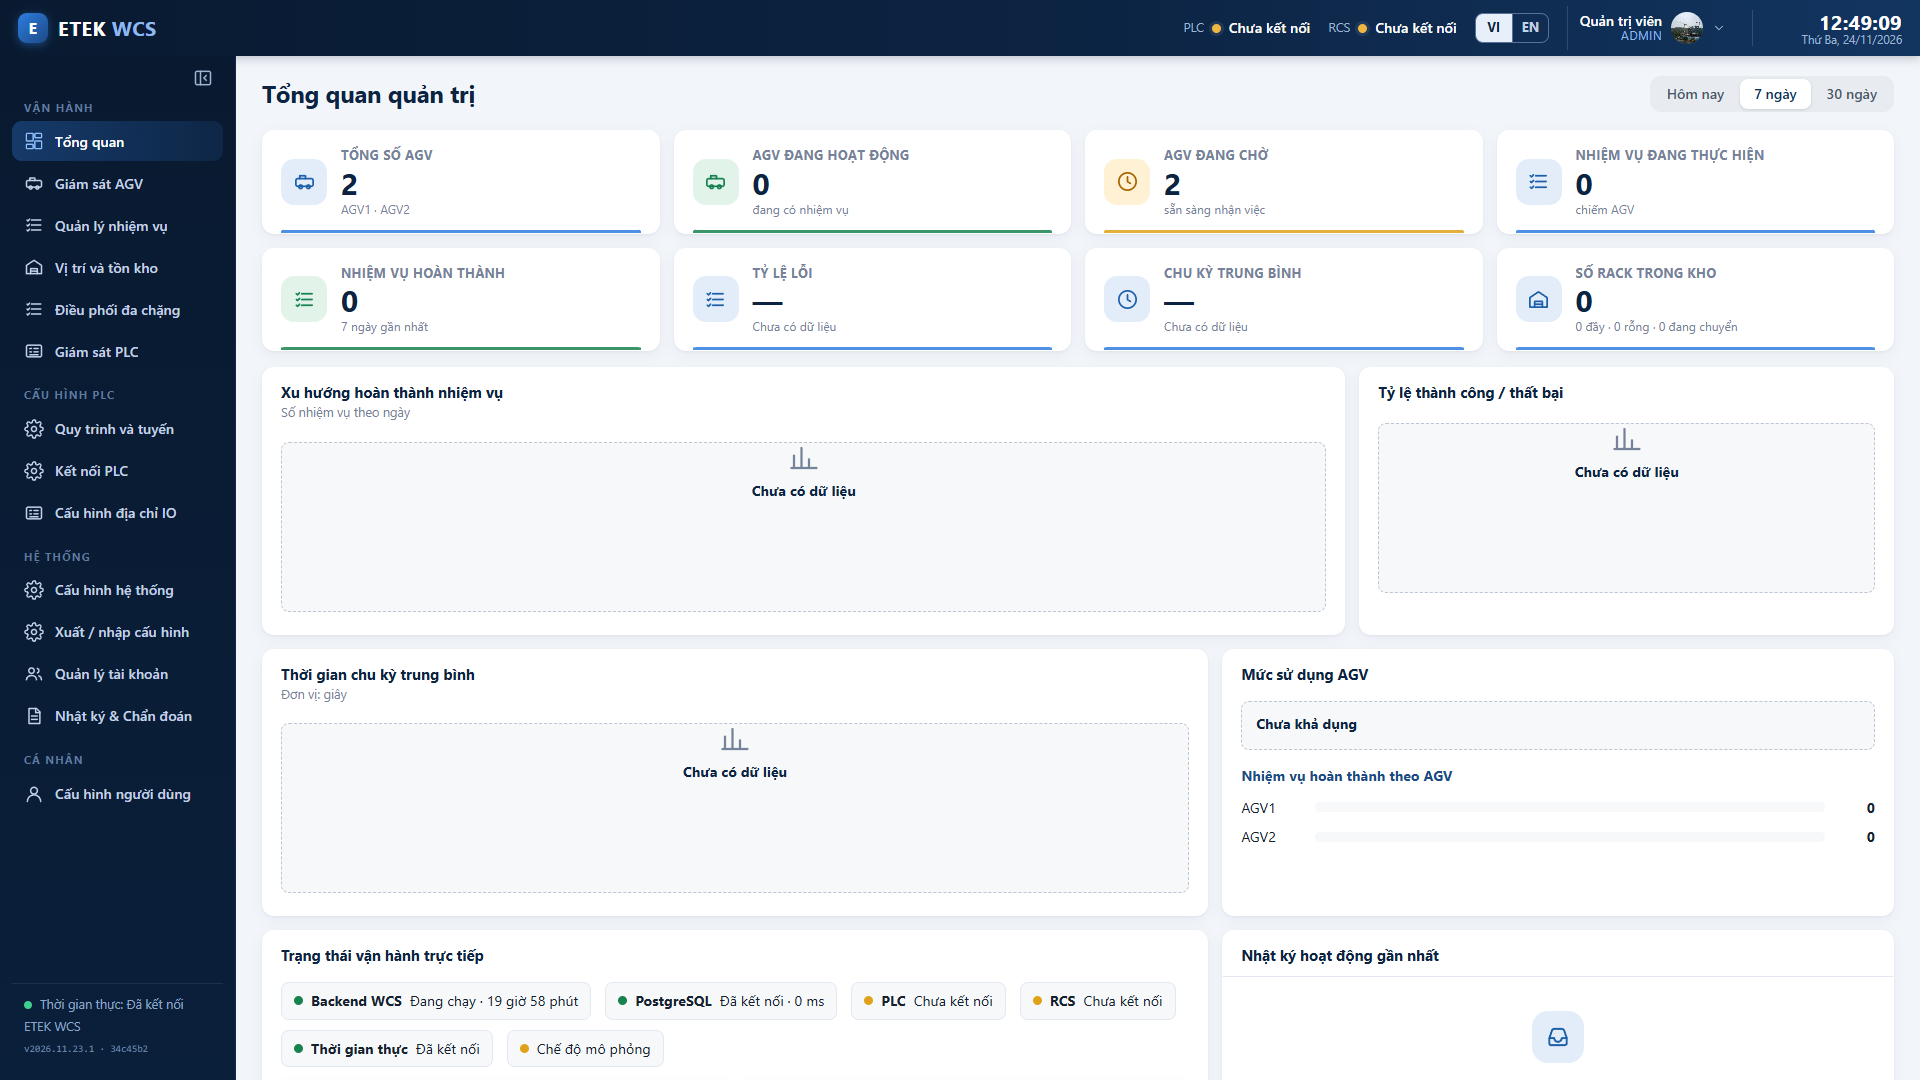 E ETEK WCS
PLC Chưa kết nối RCS Chưa kết nối VI EN
Quản trị viên
ADMIN
12:49:09
Thứ Ba, 24/11/2026
VẬN HÀNH
Tổng quan
Giám sát AGV
Quản lý nhiệm vụ
Vị trí và tồn kho
Điều phối đa chặng
Giám sát PLC
CẤU HÌNH PLC
Quy trình và tuyến
Kết nối PLC
Cấu hình địa chỉ IO
HỆ THỐNG
Cấu hình hệ thống
Xuất / nhập cấu hình
Quản lý tài khoản
Nhật ký & Chẩn đoán
CÁ NHÂN
Cấu hình người dùng
Thời gian thực: Đã kết nối
ETEK WCS
v2026.11.23.1 · 34c45b2
Tổng quan quản trị
Hôm nay 7 ngày 30 ngày
TỔNG SỐ AGV
2
AGV1 · AGV2
AGV ĐANG HOẠT ĐỘNG
0
đang có nhiệm vụ
AGV ĐANG CHỜ
2
sẵn sàng nhận việc
NHIỆM VỤ ĐANG THỰC HIỆN
0
chiếm AGV
NHIỆM VỤ HOÀN THÀNH
0
7 ngày gần nhất
TỶ LỆ LỖI
—
Chưa có dữ liệu
CHU KỲ TRUNG BÌNH
—
Chưa có dữ liệu
SỐ RACK TRONG KHO
0
0 đầy · 0 rỗng · 0 đang chuyển
Xu hướng hoàn thành nhiệm vụ
Số nhiệm vụ theo ngày
Chưa có dữ liệu
Tỷ lệ thành công / thất bại
Chưa có dữ liệu
Thời gian chu kỳ trung bình
Đơn vị: giây
Chưa có dữ liệu
Mức sử dụng AGV
Chưa khả dụng
Nhiệm vụ hoàn thành theo AGV
AGV1 0
AGV2 0
Trạng thái vận hành trực tiếp
Backend WCS Đang chạy · 19 giờ 58 phút
PostgreSQL Đã kết nối · 0 ms
PLC Chưa kết nối
RCS Chưa kết nối
Thời gian thực Đã kết nối
Chế độ mô phỏng
Nhật ký hoạt động gần nhất